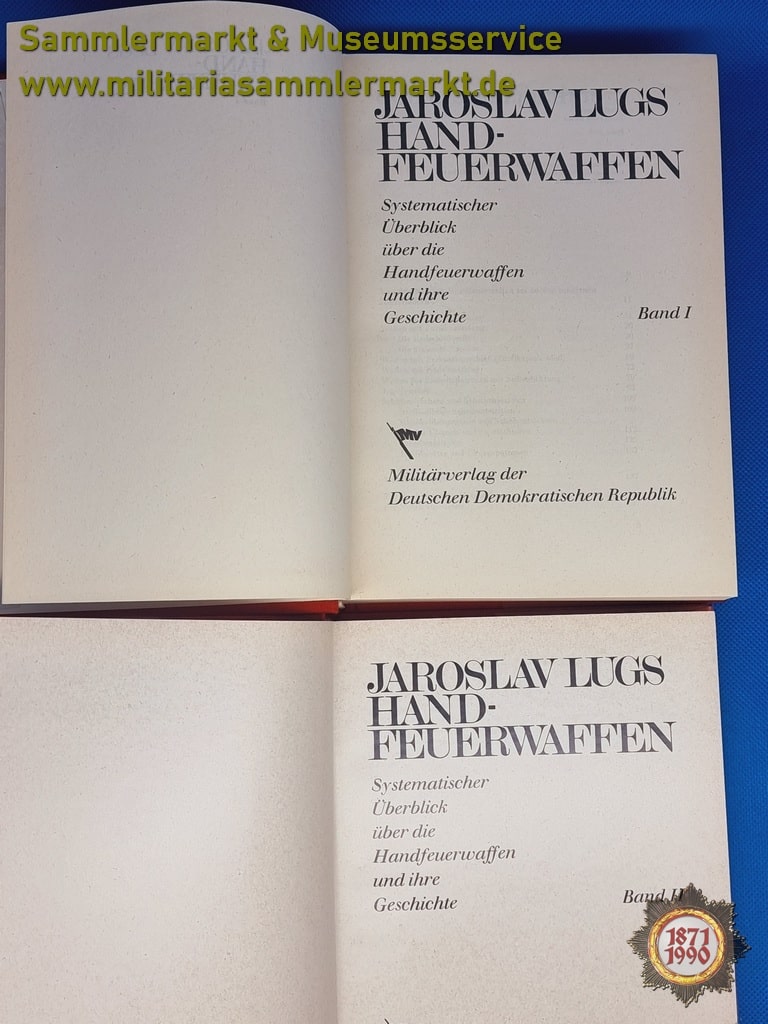 Sammlermarkt & Museumsservice
www.militariasammlermarkt.de
JAROSLAV LUGS
HAND-
FEUERWAFFEN
Systematischer
Überblick
über die
Handfeuerwaffen
und ihre
Geschichte
Band I
MV
Militärverlag der
Deutschen Demokratischen Republik
JAROSLAV LUGS
HAND-
FEUERWAFFEN
Systematischer
Überblick
über die
Handfeuerwaffen
und ihre
Geschichte
Band II
1871
1990